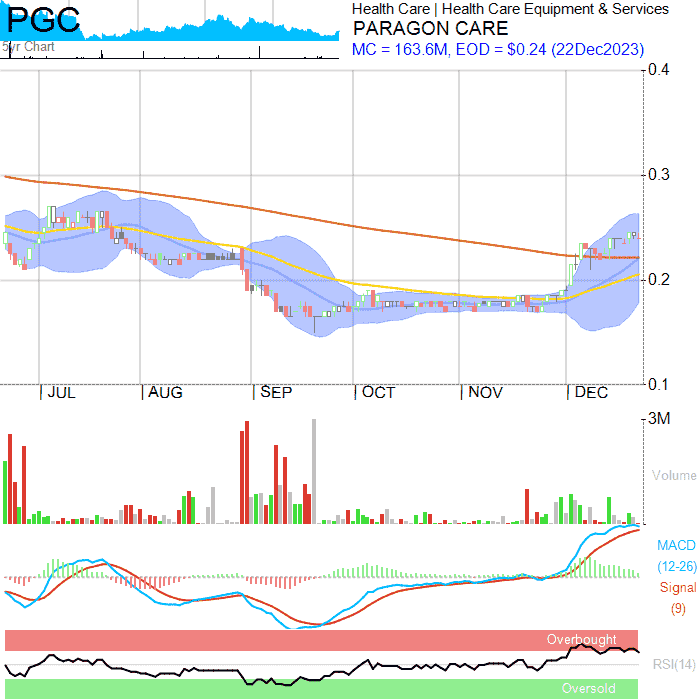 PGC
5yr Chart
Health Care | Health Care Equipment & Services
PARAGON CARE
MC = 163.6M, EOD = $0.24 (22Dec2023)
0.4
0.3
0.2
0.1
JUL AUG SEP OCT NOV DEC
3M
Volume
MACD
(12-26)
Signal
(9)
Overbought
RSI(14)
Oversold